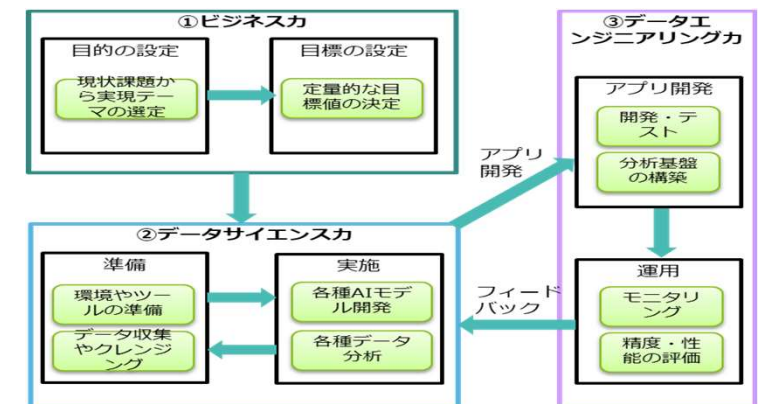 ①ビジネス力
目的の設定
現状課題か
ら実現テー
マの選定
目標の設定
定量的な目
標値の決定
②データサイエンス力
準備
環境やツー
ルの準備
データ収集
やクレンジ
ング
実施
各種AIモデ
ル開発
各種データ
分析
アプリ
開発
フィード
バック
③データエ
ンジニアリング力
アプリ開発
開発・テ
スト
分析基盤
の構築
運用
モニタリ
ング
精度・性
能の評価